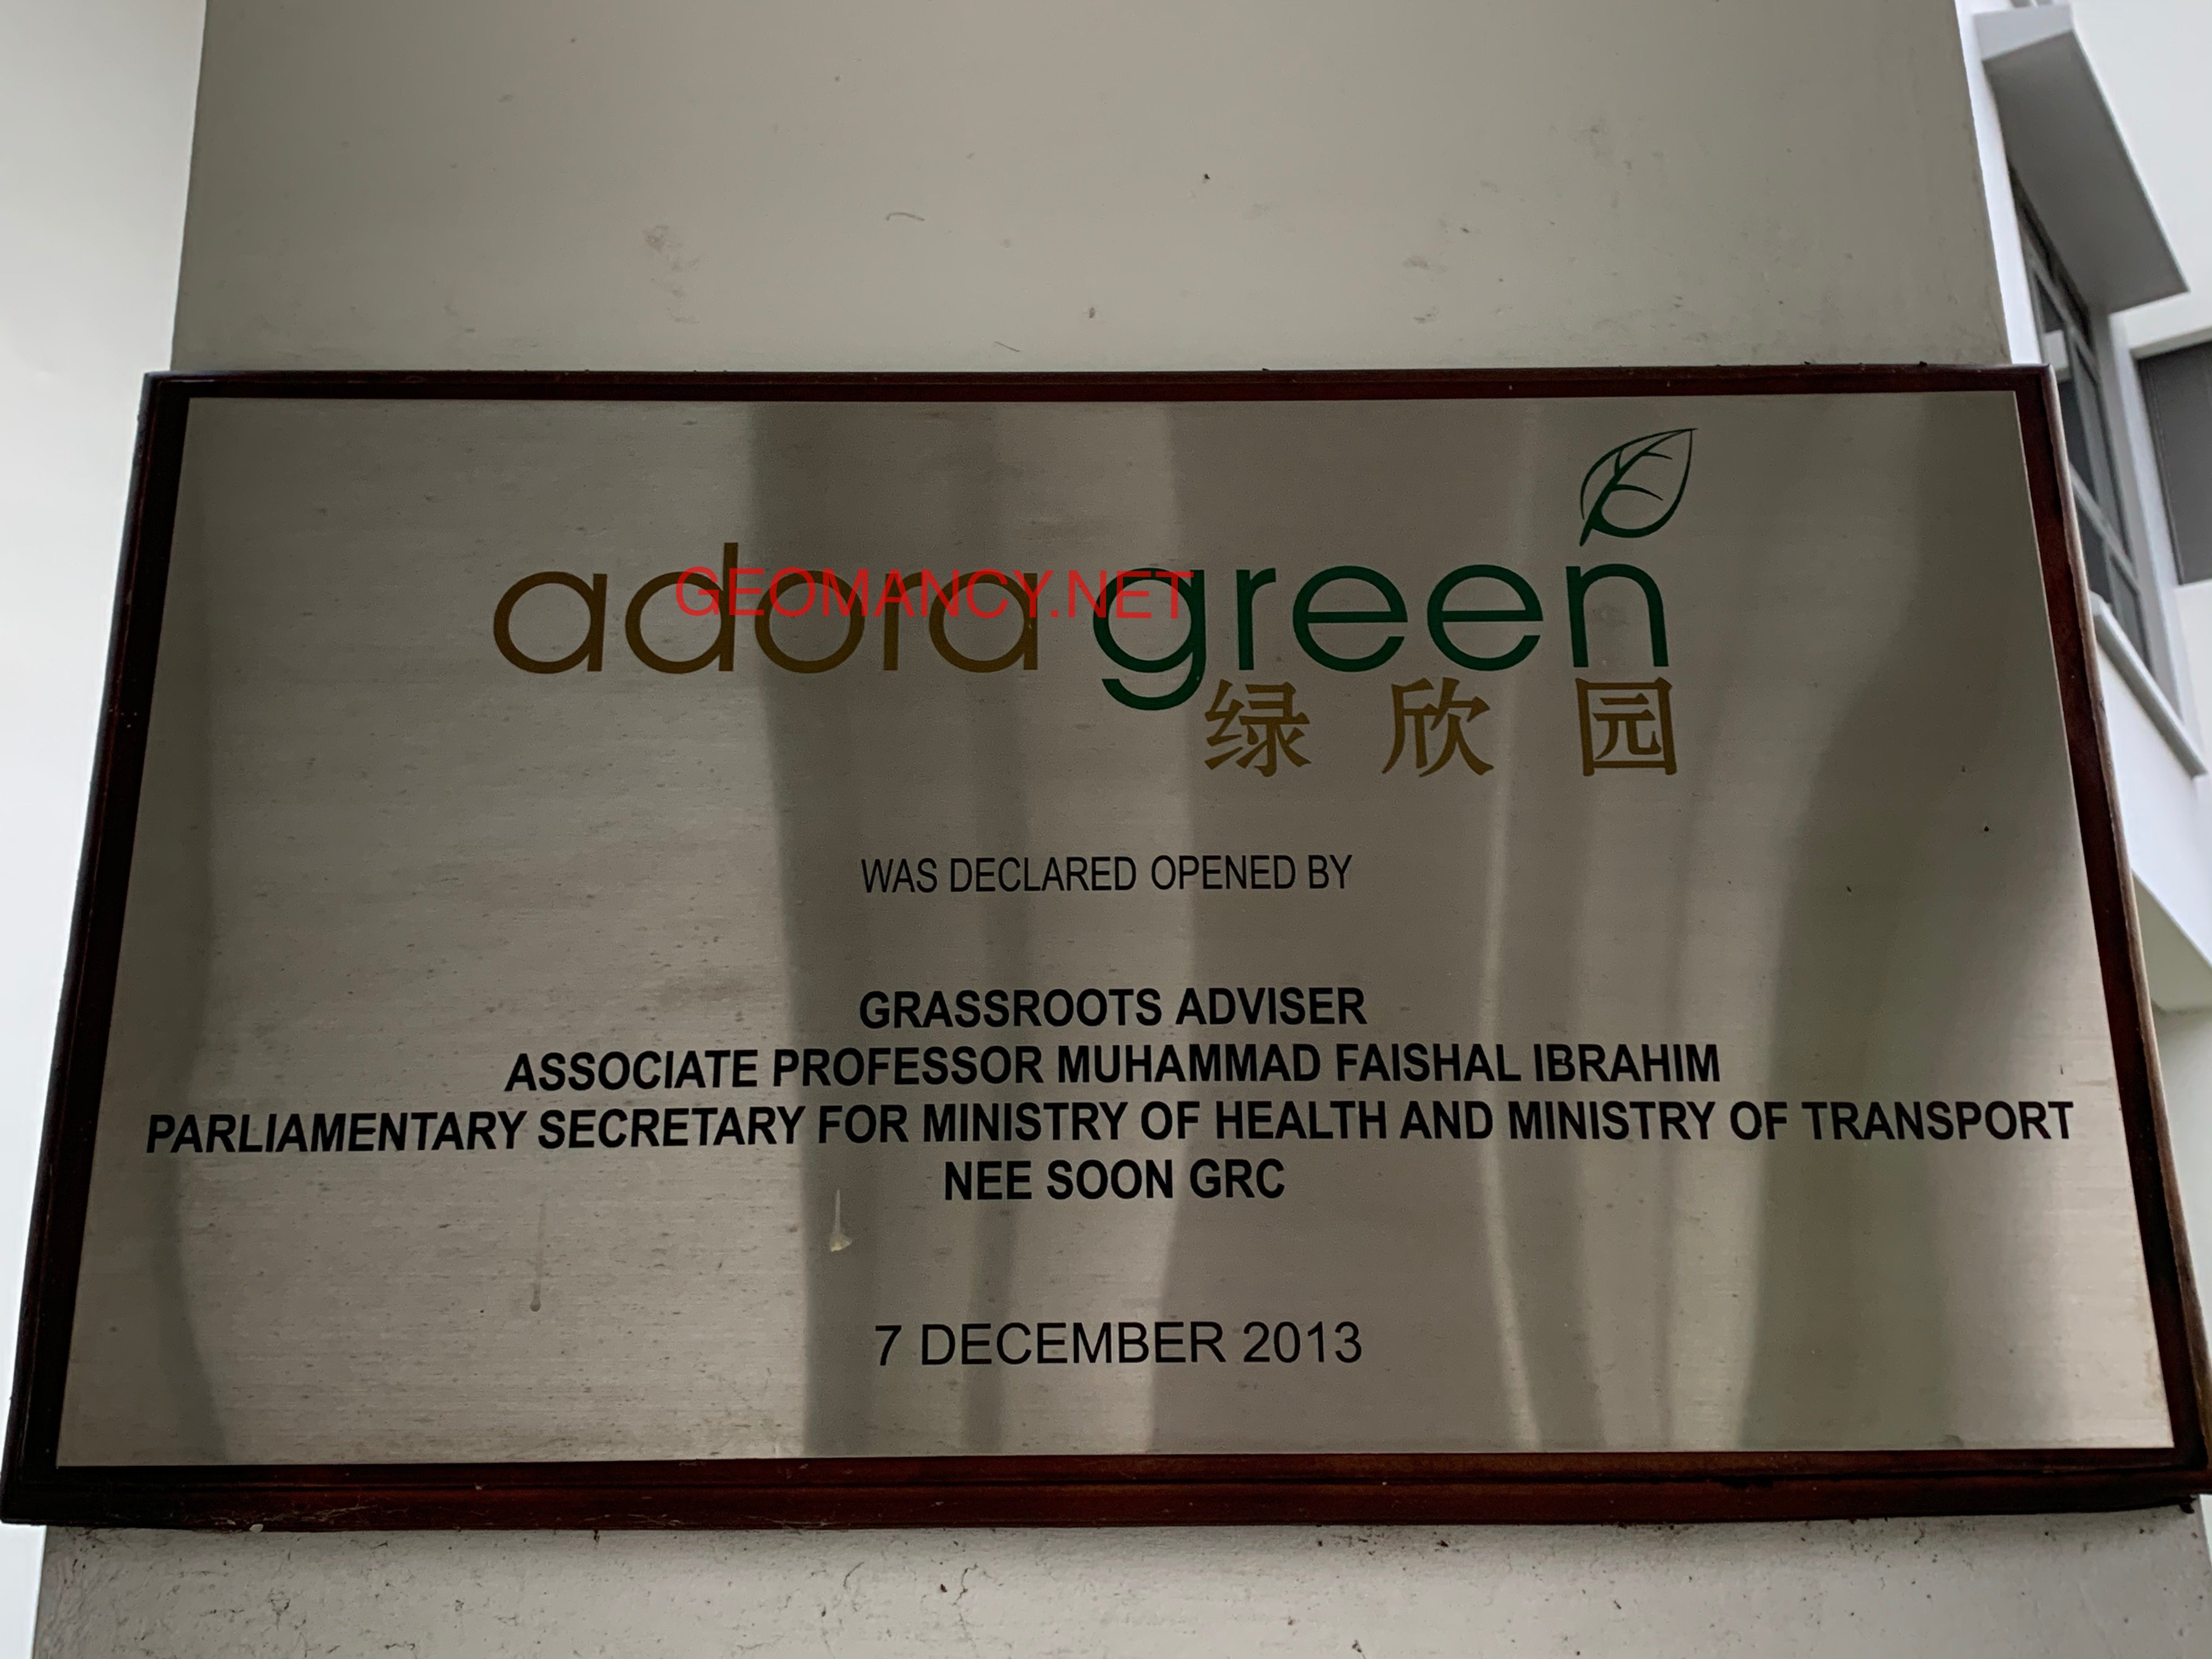 adora green
GEOMANCY.NET
绿欣园
WAS DECLARED OPENED BY
GRASSROOTS ADVISER
ASSOCIATE PROFESSOR MUHAMMAD FAISHAL IBRAHIM
PARLIAMENTARY SECRETARY FOR MINISTRY OF HEALTH AND MINISTRY OF TRANSPORT
NEE SOON GRC
7 DECEMBER 2013